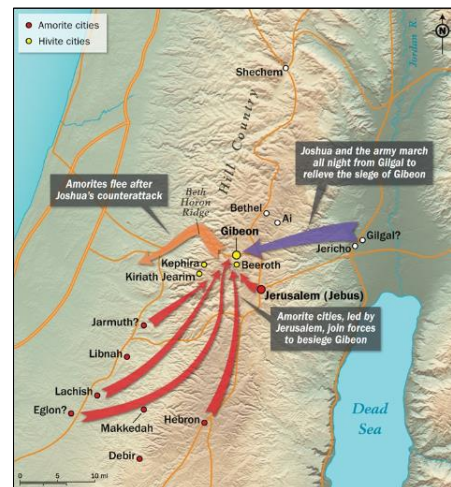 Amorite cities
Hivite cities
N
Jordan R.
Shechem
Hill Country
Joshua and the army march
all night from Gilgal to
relieve the siege of Gibeon
Amorites flee after
Joshua's counterattack
Beth
Horon
Ridge
Bethel
Ai
Gibeon
Gilgal?
Jericho
Kephira
Beeroth
Kiriath Jearim
Jerusalem (Jebus)
Amorite cities, led by
Jerusalem, join forces
to besiege Gibeon
Jarmuth?
Libnah
Lachish
Eglon?
Makkedah
Hebron
Dead
Sea
Debir
0 5 10 mi